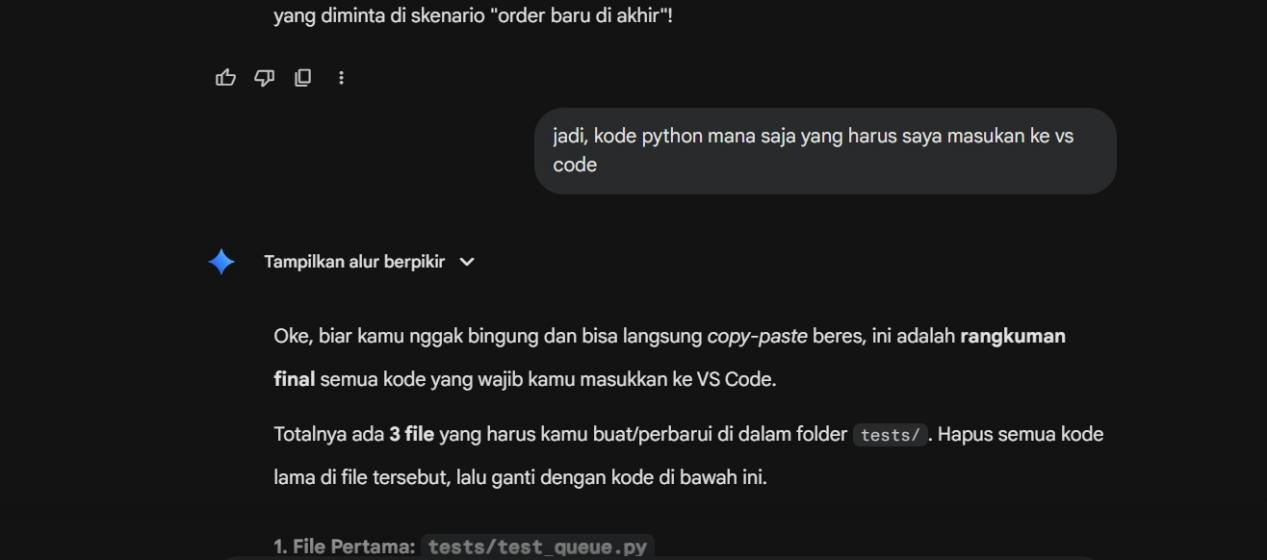 yang diminta di skenario "order baru di akhir"!
jadi, kode python mana saja yang harus saya masukan ke vs
code
Tampilkan alur berpikir
Oke, biar kamu nggak bingung dan bisa langsung copy-paste beres, ini adalah rangkuman
final semua kode yang wajib kamu masukkan ke VS Code.
Totalnya ada 3 file yang harus kamu buat/perbarui di dalam folder tests/ . Hapus semua kode
lama di file tersebut, lalu ganti dengan kode di bawah ini.
1. File Pertama: tests/test_queue.py